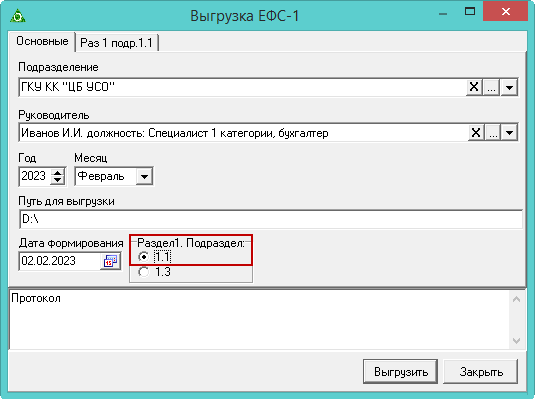 Выгрузка ЕФС-1
Основные Раз 1 подр.1.1
Подразделение
ГКУ КК "ЦБ УСО" X ...
Руководитель
Иванов И.И. должность: Специалист 1 категории, бухгалтер X ...
Год Месяц
2023 Февраль
Путь для выгрузки
D:\
Дата формирования Раздел1. Подраздел:
02.02.2023 15 1.1
1.3
Протокол
Выгрузить Закрыть